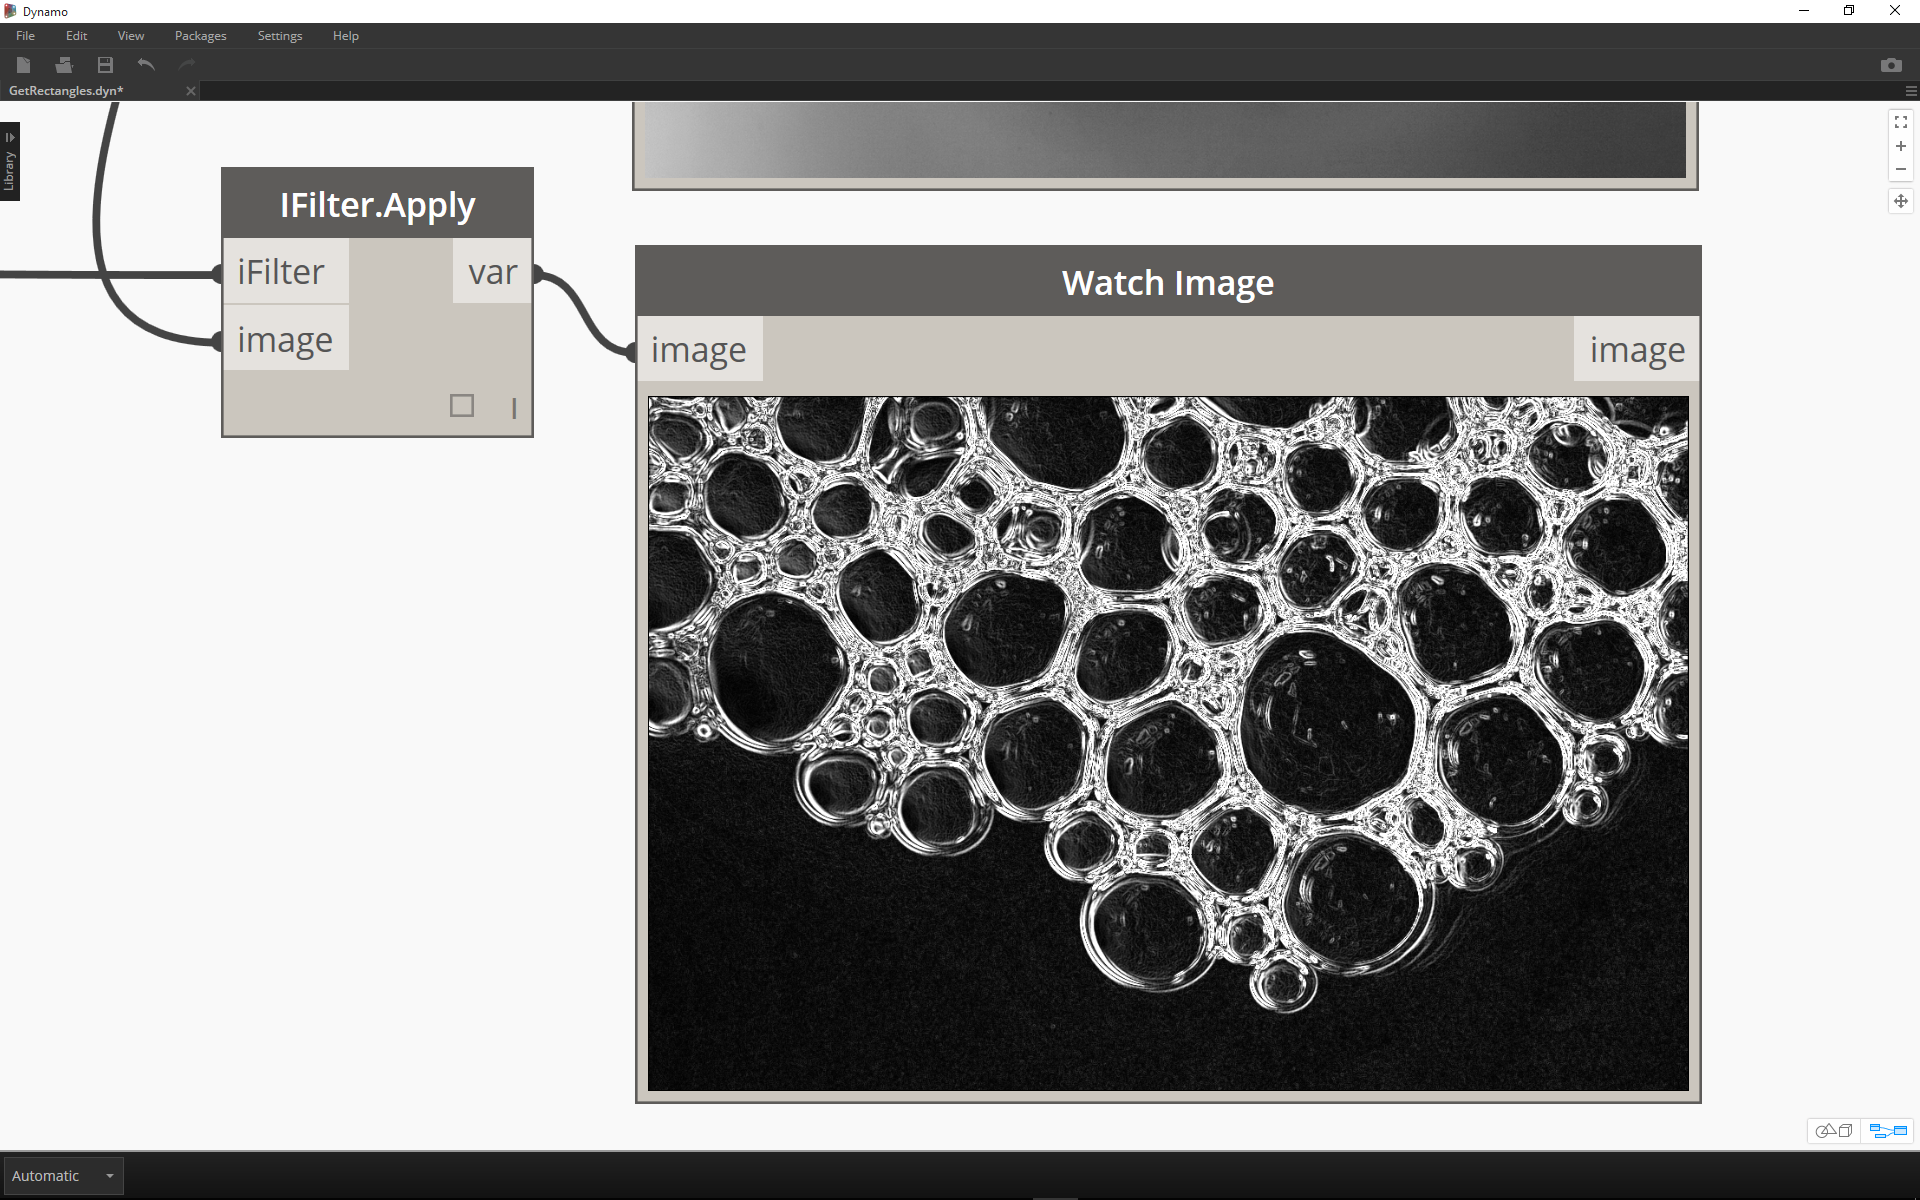 Dynamo
File Edit View Packages Settings Help
GetRectangles.dyn*
Library
IFilter.Apply
iFilter var
image
Watch Image
image image
Automatic